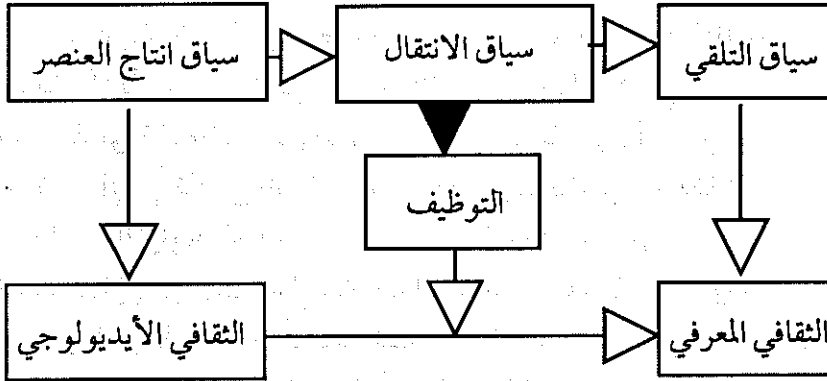 سياق التلقي
سياق الانتقال
سياق انتاج العنصر
التوظيف
الثقافي المعرفي
الثقافي الأيديولوجي